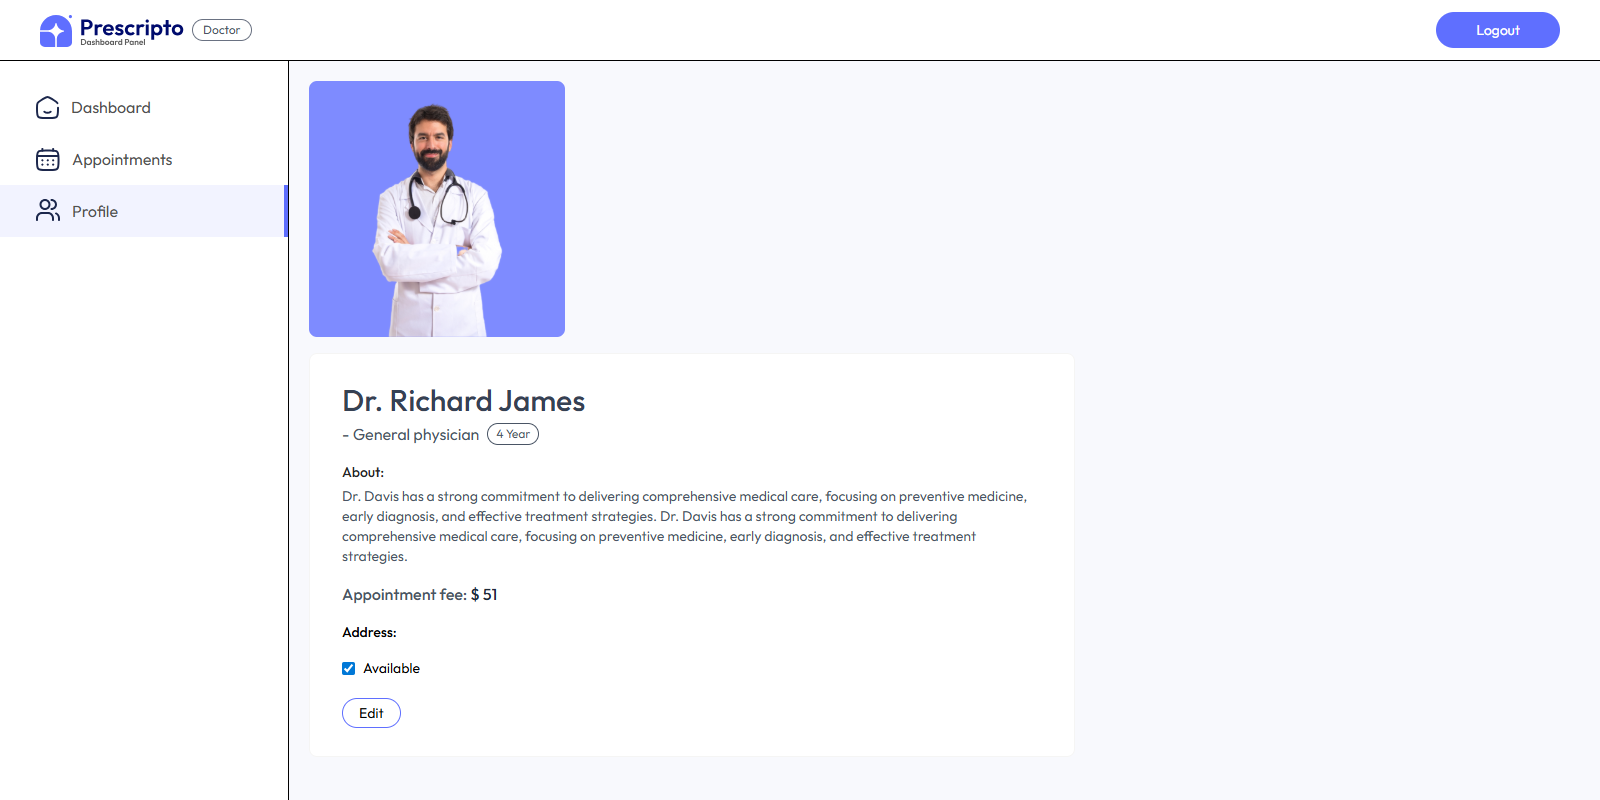 Prescripto
Dashboard Panel
Doctor
Logout
Dashboard
Appointments
Profile
Dr. Richard James
- General physician 4 Year
About:
Dr. Davis has a strong commitment to delivering comprehensive medical care, focusing on preventive medicine,
early diagnosis, and effective treatment strategies. Dr. Davis has a strong commitment to delivering
comprehensive medical care, focusing on preventive medicine, early diagnosis, and effective treatment
strategies.
Appointment fee: $ 51
Address:
Available
Edit